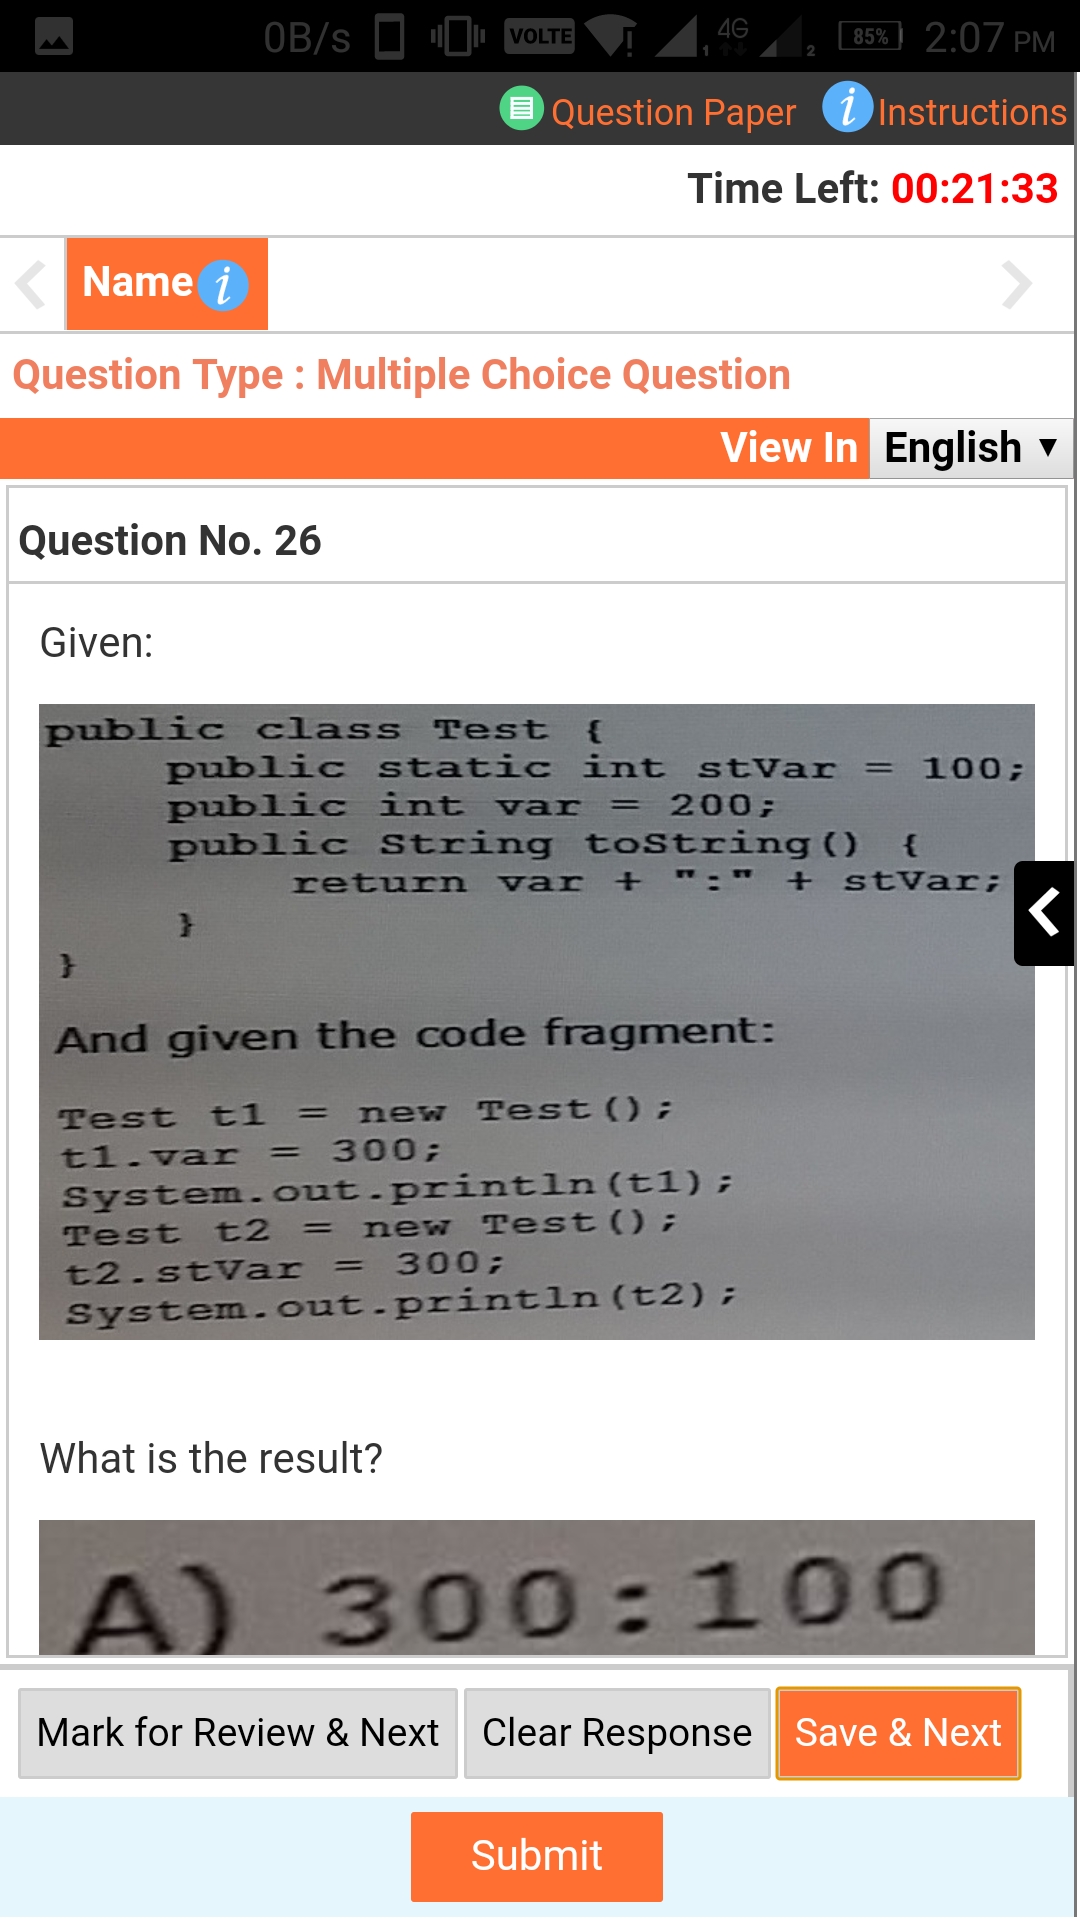 0B/s VOLTE 4G 1 2 85% 2:07 PM
Question Paper i Instructions
Time Left: 00:21:33
Name i
Question Type : Multiple Choice Question
View In English
Question No. 26
Given:
public class Test {
public static int stVar = 100;
public int var = 200;
public String toString() {
return var + ":" + stVar;
}
}
And given the code fragment:
Test t1 = new Test();
t1.var = 300;
System.out.println(t1);
Test t2 = new Test();
t2.stVar = 300;
System.out.println(t2);
What is the result?
A) 300:100
Mark for Review & Next Clear Response Save & Next
Submit